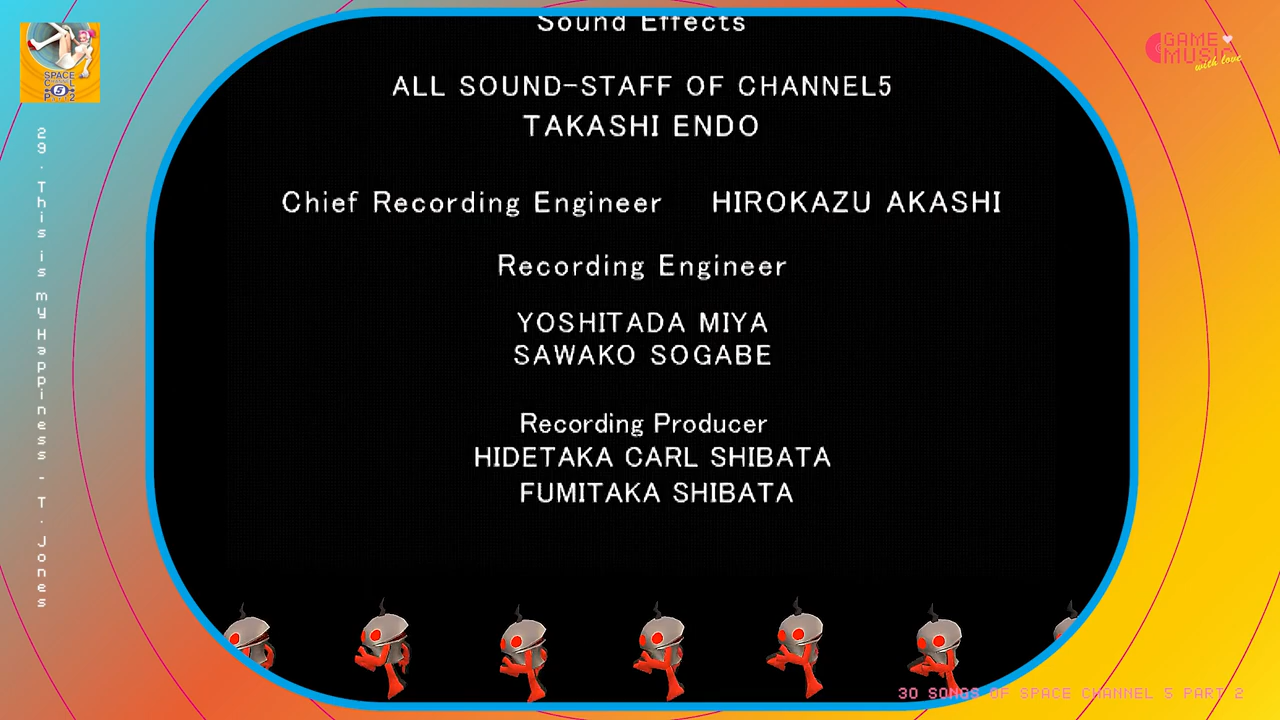 Sound Effects
ALL SOUND-STAFF OF CHANNEL5
TAKASHI ENDO
Chief Recording Engineer HIROKAZU AKASHI
Recording Engineer
YOSHITADA MIYA
SAWAKO SOGABE
Recording Producer
HIDETAKA CARL SHIBATA
FUMITAKA SHIBATA
SPACE
CHANNEL
5
Part 2
29. This is my Happiness - T. Jones
GAME
MUSIC
with love
30 SONGS OF SPACE CHANNEL 5 PART 2